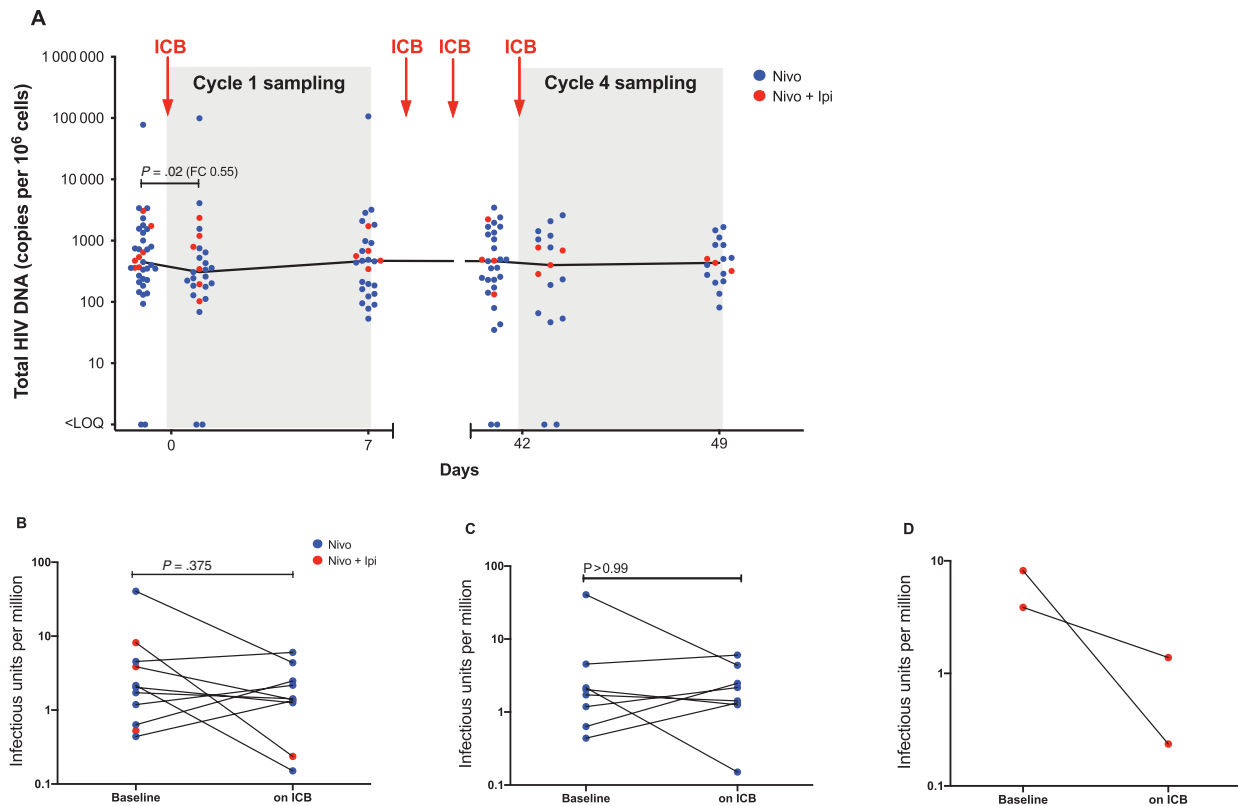 A
ICB
ICB
ICB
ICB
1 000 000
Cycle 1 sampling
Cycle 4 sampling
Nivo
Nivo + Ipi
100 000
P = .02 (FC 0.55)
10 000
1000
100
10
<LOQ
Total HIV DNA (copies per 10⁶ cells)
0
7
42
49
Days
B
Nivo
Nivo + Ipi
P = .375
100
10
1
0.1
Infectious units per million
Baseline
on ICB
C
P > 0.99
100
10
1
0.1
Infectious units per million
Baseline
on ICB
D
10
1
0.1
Infectious units per million
Baseline
on ICB